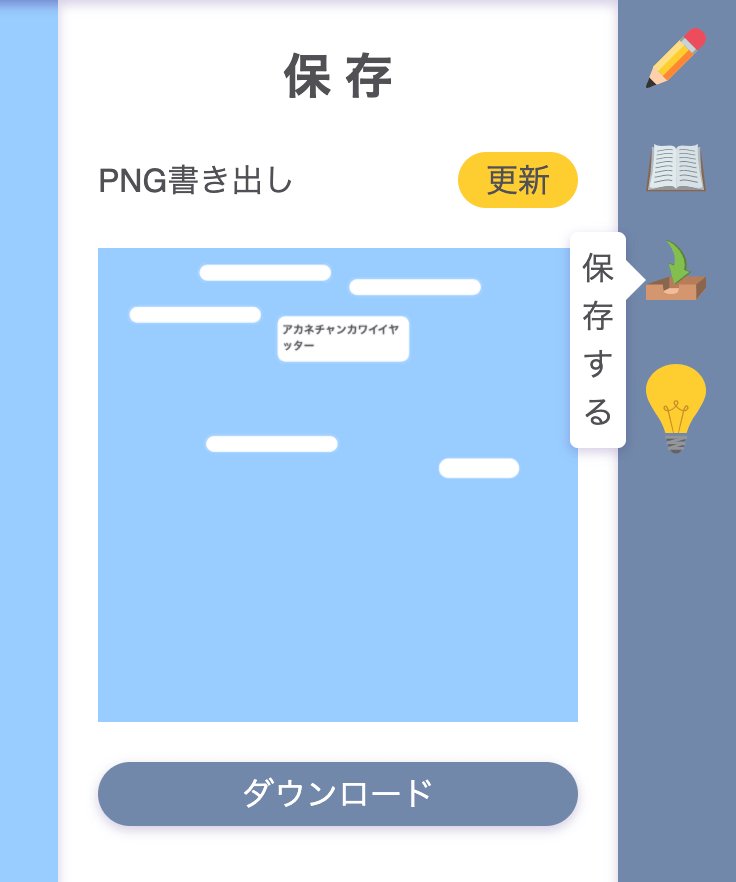 保存
PNG書き出し
更新
アカネチャンカワイイヤ
ッター
保存する
ダウンロード